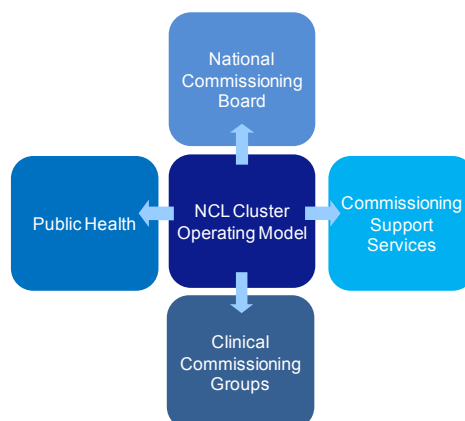 National
Commissioning
Board
Public Health
NCL Cluster
Operating Model
Commissioning
Support
Services
Clinical
Commissioning
Groups